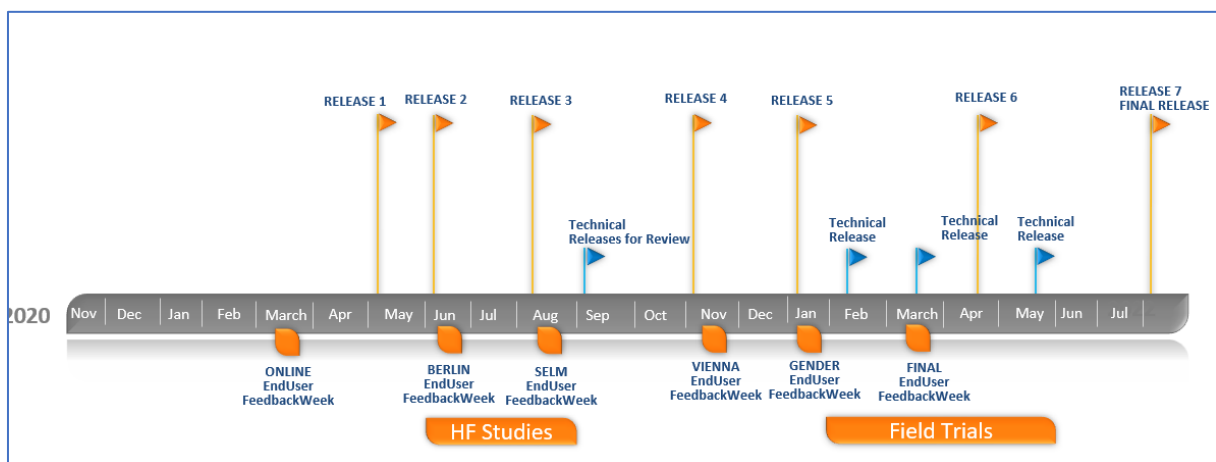 RELEASE 1
RELEASE 2
RELEASE 3
RELEASE 4
RELEASE 5
RELEASE 6
RELEASE 7
FINAL RELEASE
Technical
Releases for Review
Technical
Release
Technical
Release
Technical
Release
2020
Nov
Dec
Jan
Feb
March
Apr
May
Jun
Jul
Aug
Sep
Oct
Nov
Dec
Jan
Feb
March
Apr
May
Jun
Jul
ONLINE
EndUser
FeedbackWeek
BERLIN
EndUser
FeedbackWeek
SELM
EndUser
FeedbackWeek
VIENNA
EndUser
FeedbackWeek
GENDER
EndUser
FeedbackWeek
FINAL
EndUser
FeedbackWeek
HF Studies
Field Trials